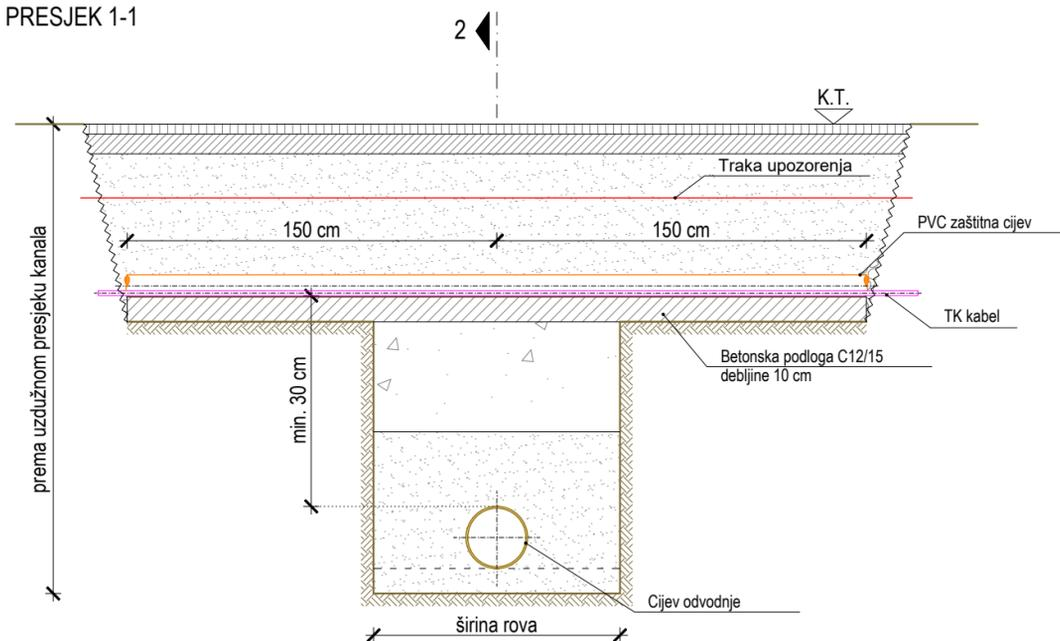 PRESJEK 1-1
2
K.T.
Traka upozorenja
150 cm
150 cm
PVC zaštitna cijev
TK kabel
Betonska podloga C12/15
debljine 10 cm
min. 30 cm
prema uzdužnom presjeku kanala
Cijev odvodnje
širina rova